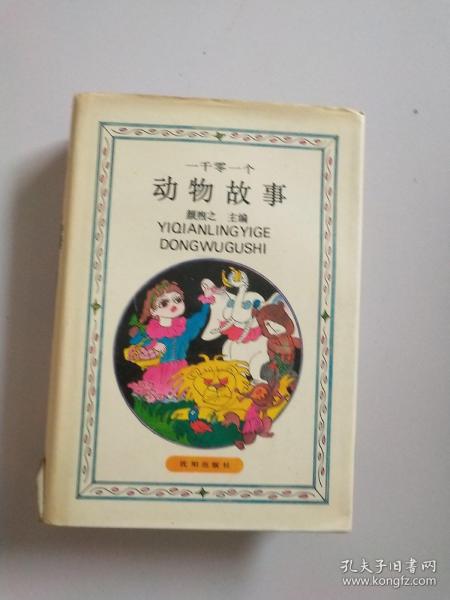 一千零一个
动物故事
颜煦之 主编
YIQIANLINGYIGE
DONGWUGUSHI
沈阳出版社
孔夫子旧书网
www.kongfz.com